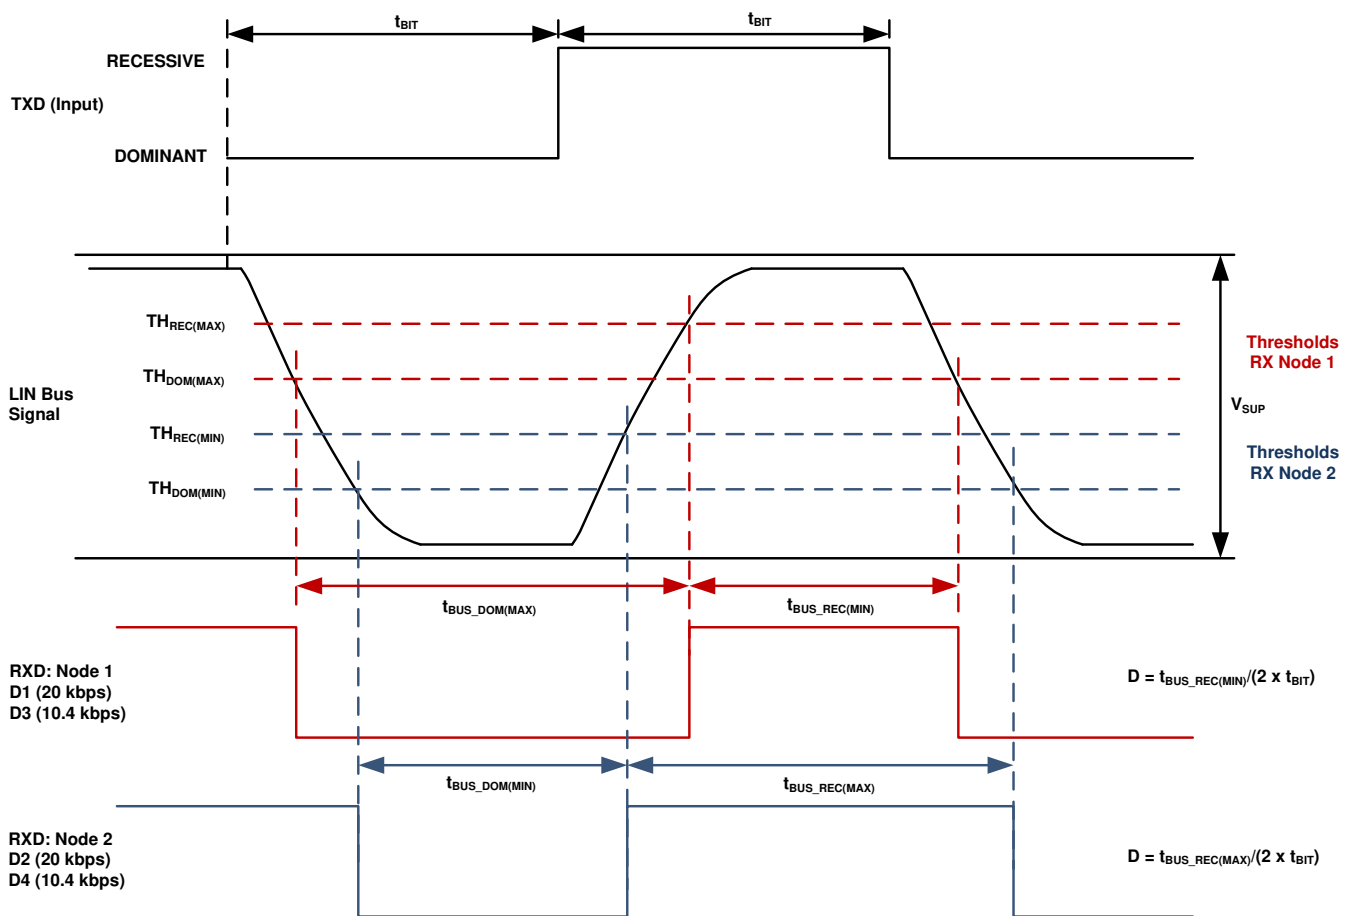 tBIT
tBIT
RECESSIVE
TXD (Input)
DOMINANT
THREC(MAX)
THDOM(MAX)
LIN Bus
Signal
THREC(MIN)
THDOM(MIN)
Thresholds
RX Node 1
VSUP
Thresholds
RX Node 2
tBUS_DOM(MAX)
tBUS_REC(MIN)
RXD: Node 1
D1 (20 kbps)
D3 (10.4 kbps)
D = tBUS_REC(MIN)/(2 x tBIT)
tBUS_DOM(MIN)
tBUS_REC(MAX)
RXD: Node 2
D2 (20 kbps)
D4 (10.4 kbps)
D = tBUS_REC(MAX)/(2 x tBIT)